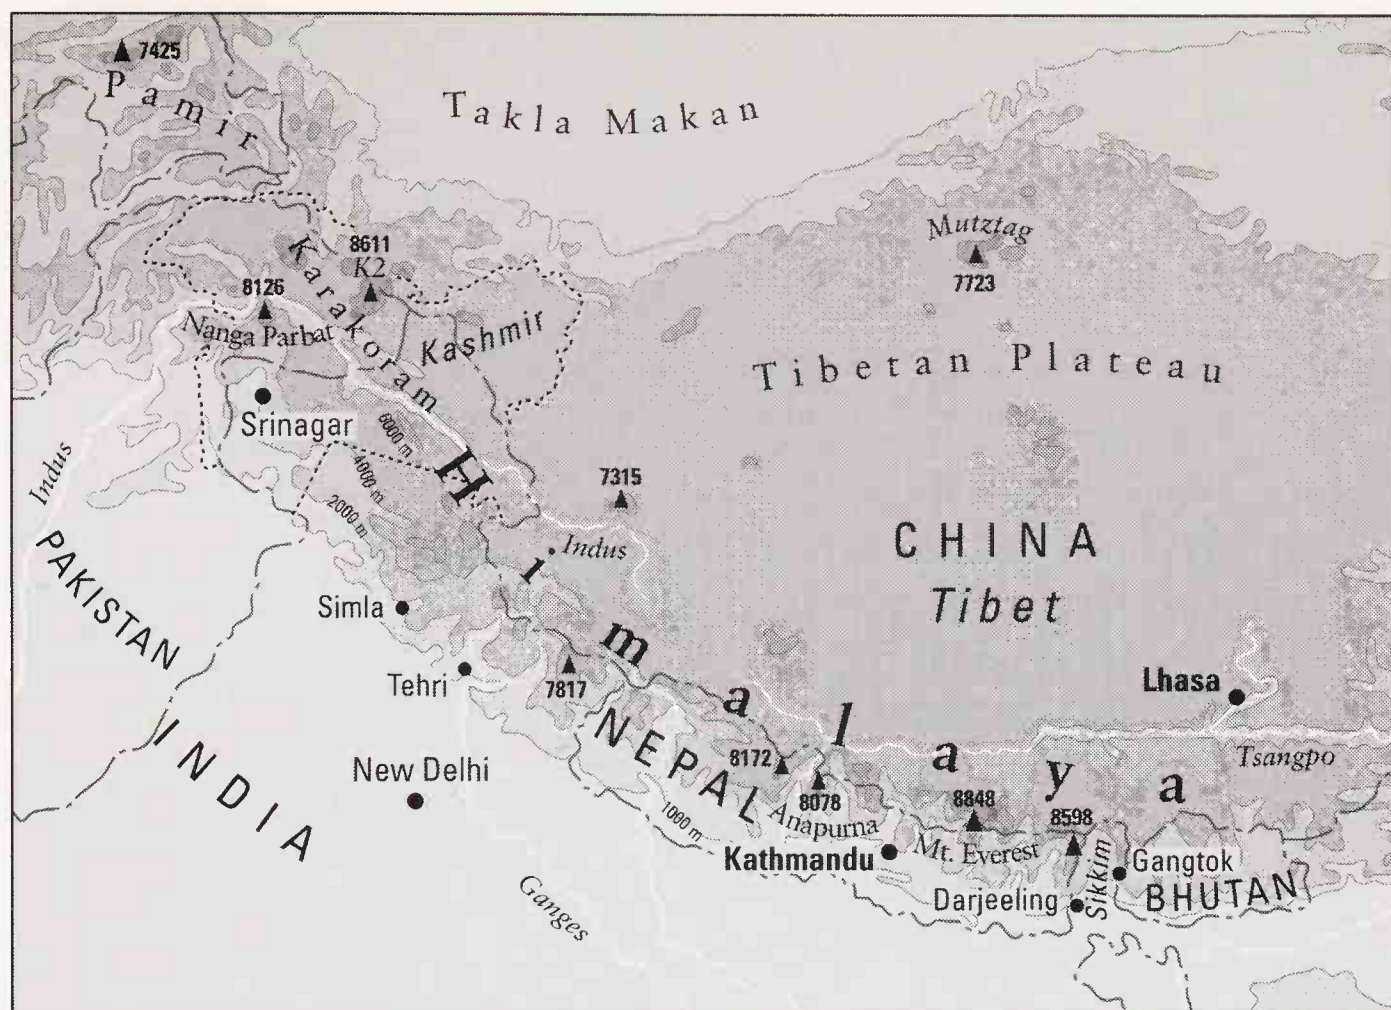 7425
Pamir
Takla Makan
Mutztag
7723
8611
K2
Karakoram
8126
Nanga Parbat
Kashmir
Tibetan Plateau
Srinagar
6000 m
4000 m
2000 m
Indus
7315
Himalaya
Indus
CHINA
Tibet
PAKISTAN
Simla
Tehri
7817
Lhasa
NEPAL
INDIA
New Delhi
8172
8078
Anapurna
1000 m
8848
Mt. Everest
8598
Tsangpo
Kathmandu
Sikkim
Gangtok
Darjeeling
BHUTAN
Ganges